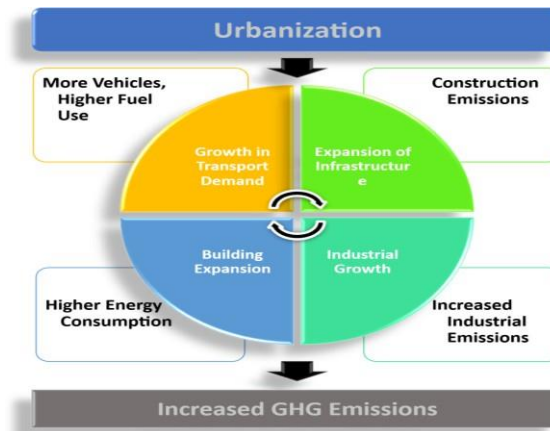 Urbanization
More Vehicles,
Higher Fuel
Use
Construction
Emissions
Growth in
Transport
Demand
Expansion of
Infrastructur
e
Building
Expansion
Industrial
Growth
Higher Energy
Consumption
Increased
Industrial
Emissions
Increased GHG Emissions